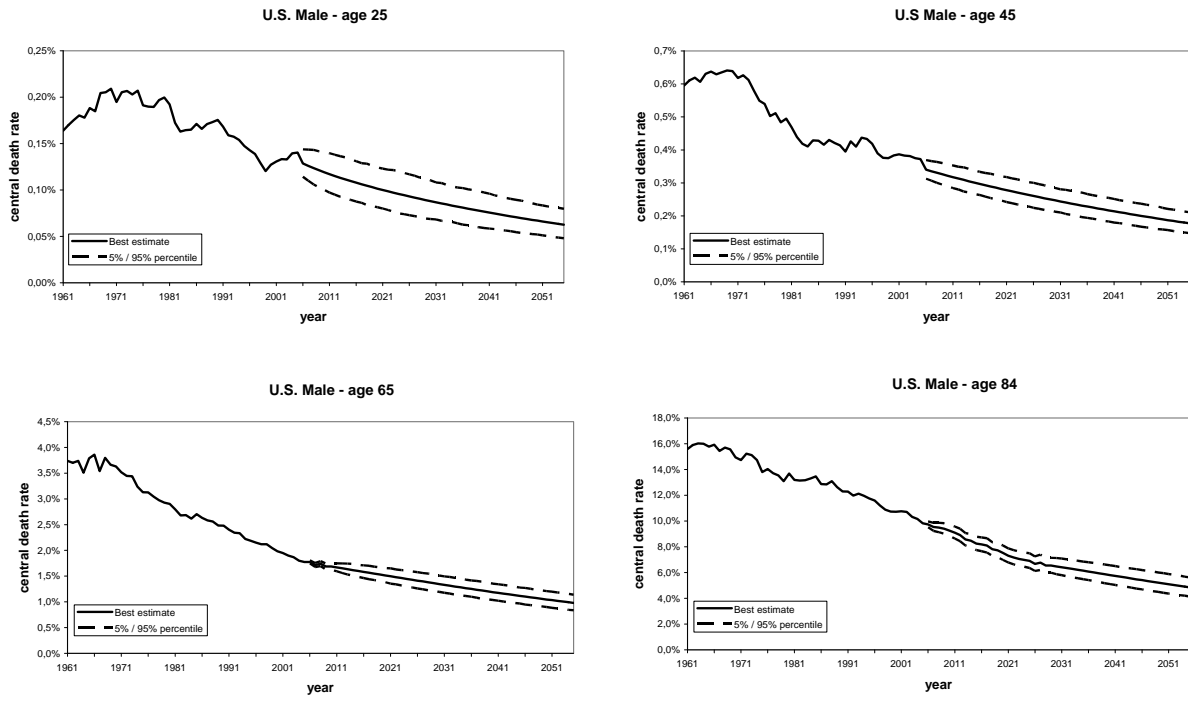 U.S. Male - age 25
0,25%
0,20%
0,15%
0,10%
0,05%
0,00%
central death rate
Best estimate
5% / 95% percentile
1961 1971 1981 1991 2001 2011 2021 2031 2041 2051
year
U.S Male - age 45
0,7%
0,6%
0,5%
0,4%
0,3%
0,2%
0,1%
0,0%
central death rate
Best estimate
5% / 95% percentile
1961 1971 1981 1991 2001 2011 2021 2031 2041 2051
year
U.S. Male - age 65
4,5%
4,0%
3,5%
3,0%
2,5%
2,0%
1,5%
1,0%
0,5%
0,0%
central death rate
Best estimate
5% / 95% percentile
1961 1971 1981 1991 2001 2011 2021 2031 2041 2051
year
U.S. Male - age 84
18,0%
16,0%
14,0%
12,0%
10,0%
8,0%
6,0%
4,0%
2,0%
0,0%
central death rate
Best estimate
5% / 95% percentile
1961 1971 1981 1991 2001 2011 2021 2031 2041 2051
year